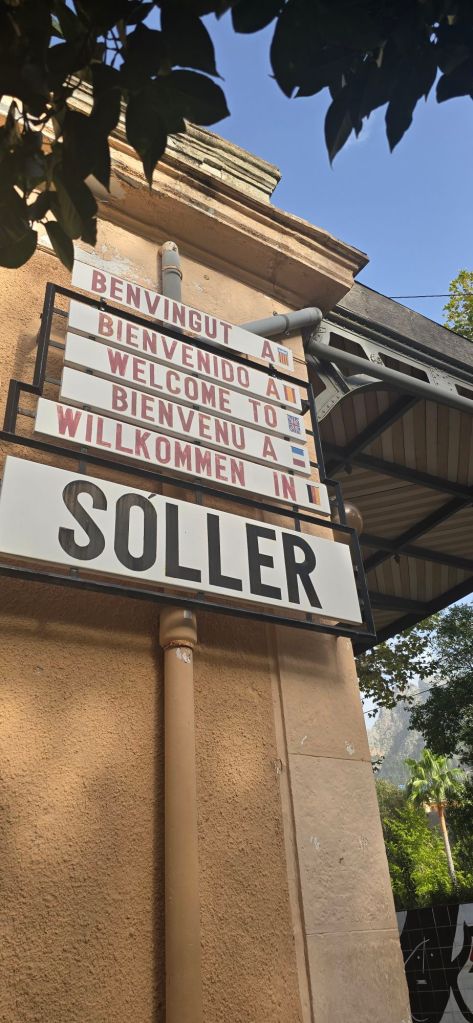 BENVINGUT A
BIENVENIDO A
WELCOME TO
BIENVENU A
WILLKOMMEN IN
SÓLLER